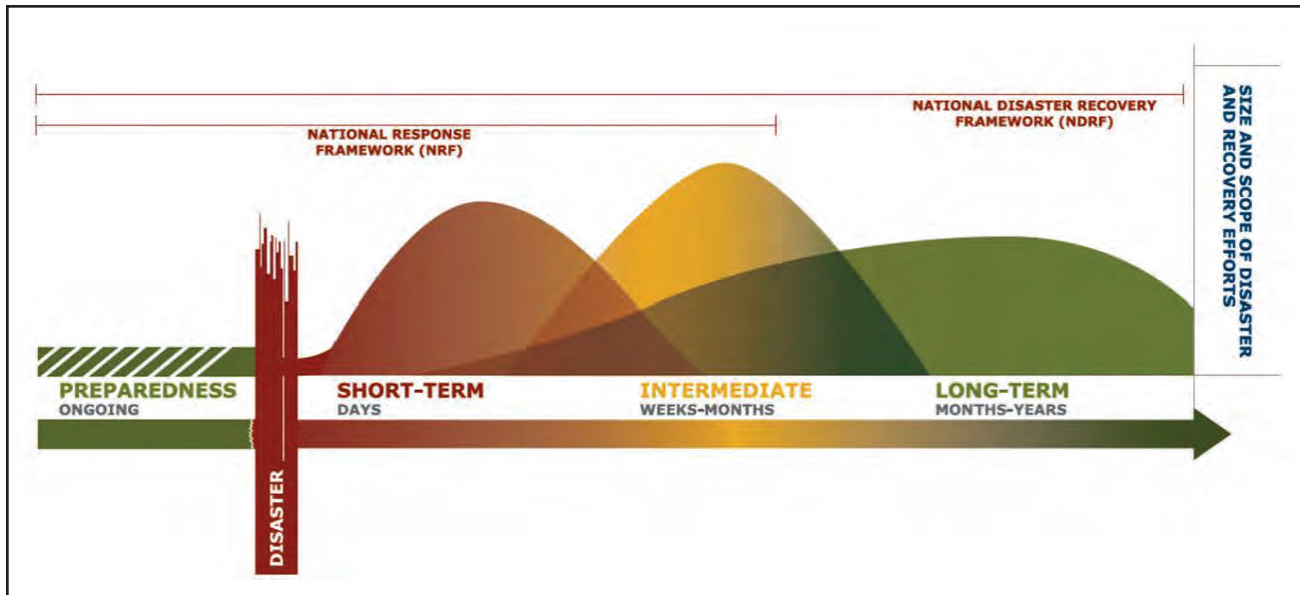 NATIONAL DISASTER RECOVERY
FRAMEWORK (NDRF)
NATIONAL RESPONSE
FRAMEWORK (NRF)
SIZE AND SCOPE OF DISASTER
AND RECOVERY EFFORTS
PREPAREDNESS
ONGOING
SHORT-TERM
DAYS
INTERMEDIATE
WEEKS-MONTHS
LONG-TERM
MONTHS-YEARS
DISASTER